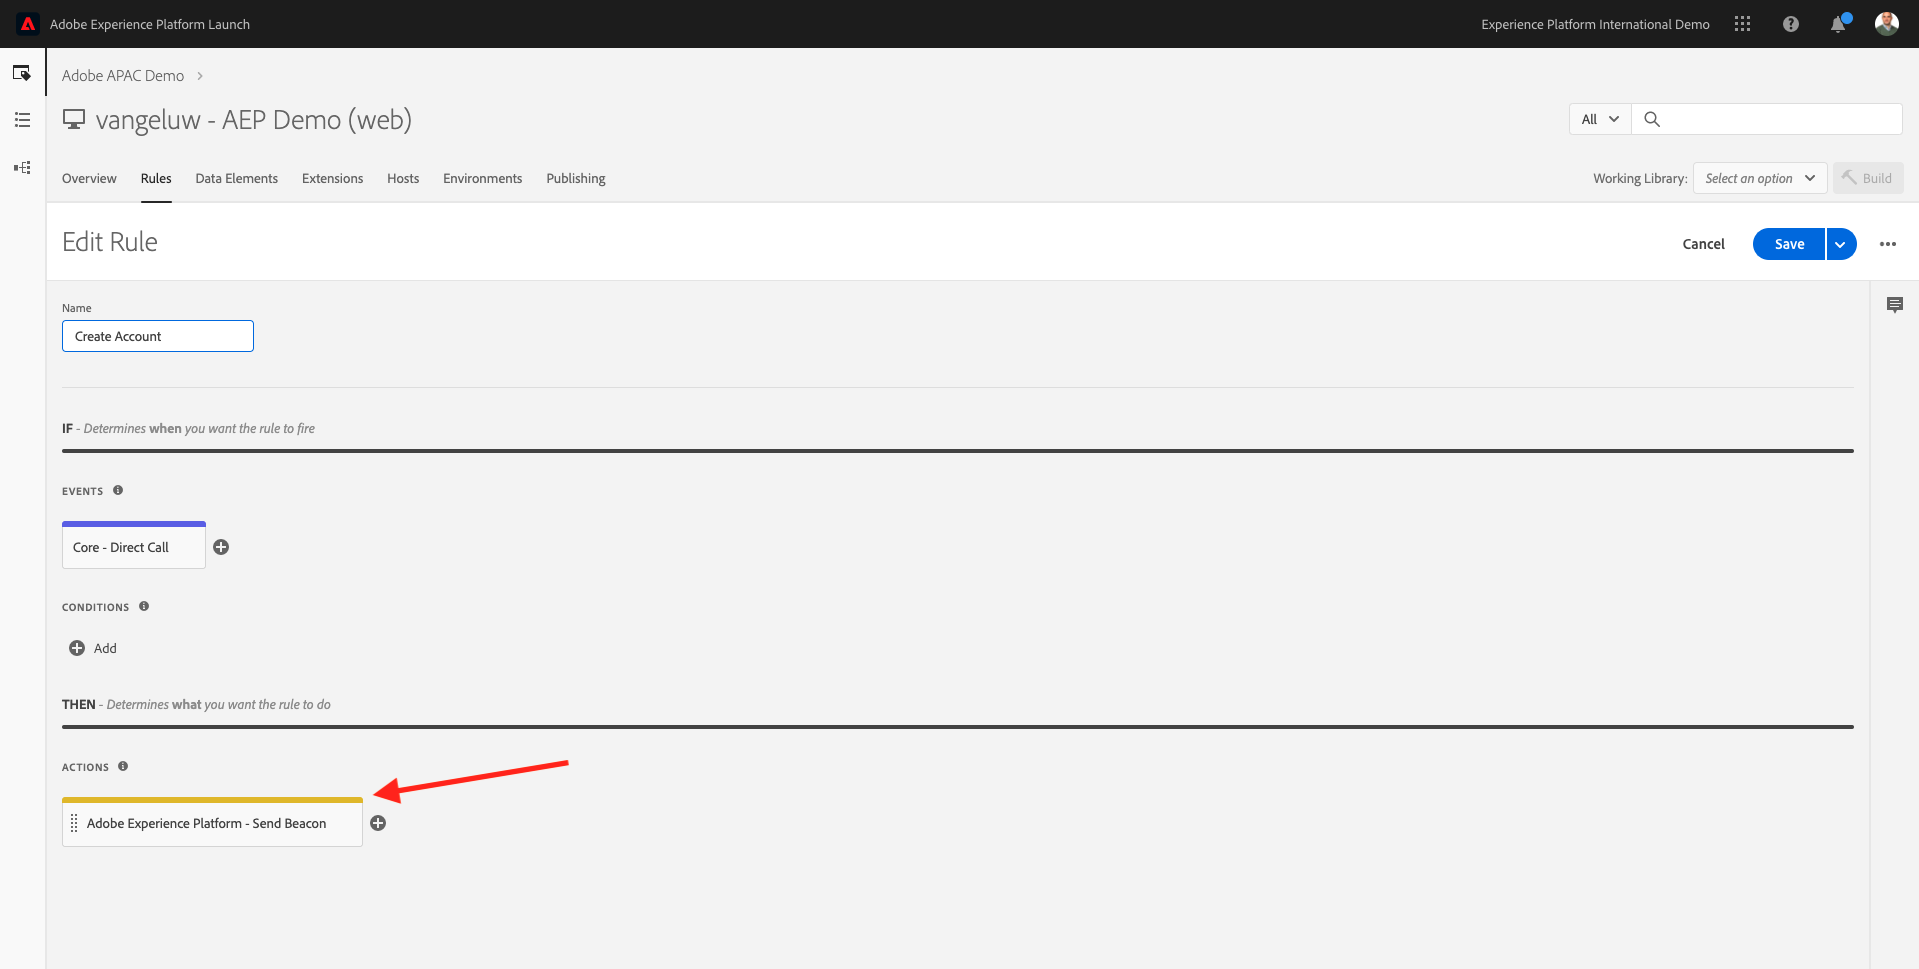 Adobe Experience Platform Launch
Experience Platform International Demo
Adobe APAC Demo
vangeluw - AEP Demo (web)
All
Overview Rules Data Elements Extensions Hosts Environments Publishing
Working Library: Select an option Build
Edit Rule
Cancel Save
Name
Create Account
IF - Determines when you want the rule to fire
EVENTS
Core - Direct Call
CONDITIONS
Add
THEN - Determines what you want the rule to do
ACTIONS
Adobe Experience Platform - Send Beacon